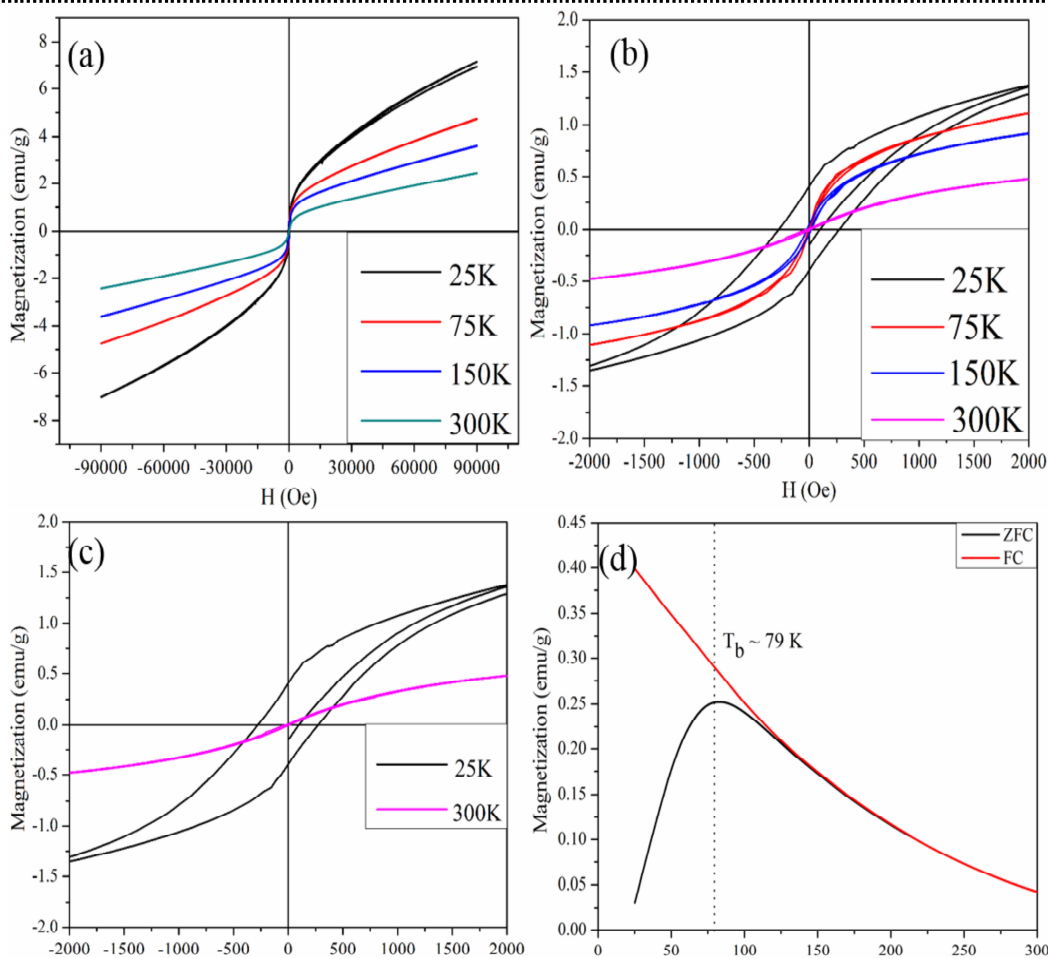 (a)
Magnetization (emu/g)
8
6
4
2
0
-2
-4
-6
-8
-90000 -60000 -30000 0 30000 60000 90000
H (Oe)
25K
75K
150K
300K
(b)
Magnetization (emu/g)
2.0
1.5
1.0
0.5
0.0
-0.5
-1.0
-1.5
-2.0
-2000 -1500 -1000 -500 0 500 1000 1500 2000
H (Oe)
25K
75K
150K
300K
(c)
Magnetization (emu/g)
2.0
1.5
1.0
0.5
0.0
-0.5
-1.0
-1.5
-2.0
-2000 -1500 -1000 -500 0 500 1000 1500 2000
25K
300K
(d)
Magnetization (emu/g)
0.45
0.40
0.35
0.30
0.25
0.20
0.15
0.10
0.05
0.00
0 50 100 150 200 250 300
ZFC
FC
T_b ~ 79 K